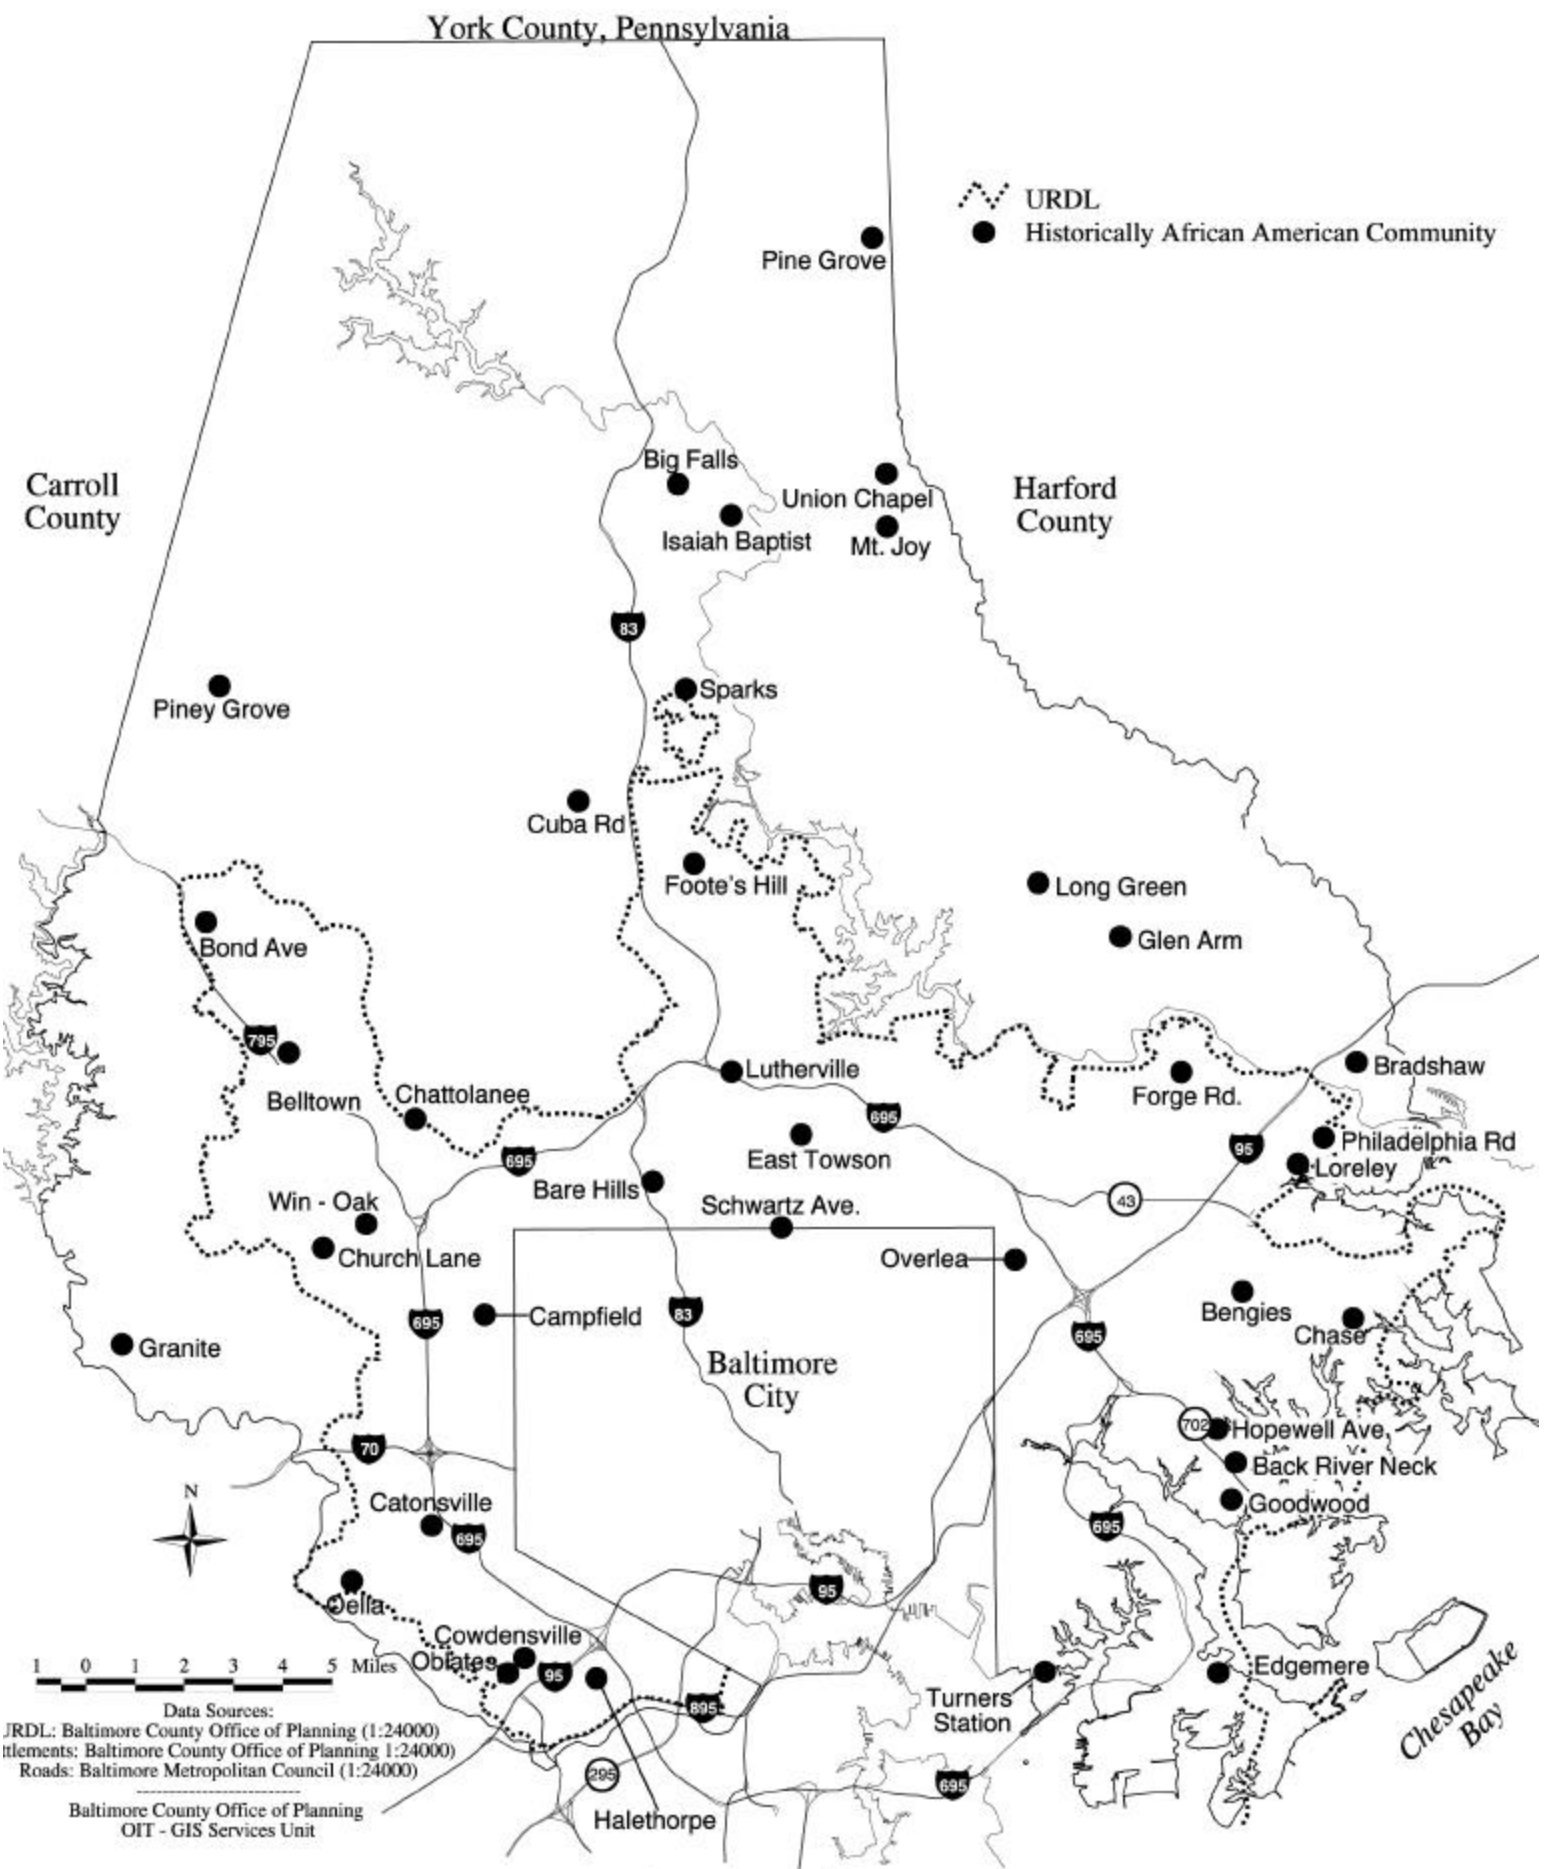 York County, Pennsylvania
URDL
Historically African American Community
Pine Grove
Carroll
County
Big Falls
Union Chapel
Harford
County
Isaiah Baptist
Mt. Joy
83
Piney Grove
Sparks
Cuba Rd
Foote's Hill
Long Green
Glen Arm
Bond Ave
795
Belltown
Chattolanee
Lutherville
Forge Rd.
Bradshaw
695
695
East Towson
95
Philadelphia Rd
Loreley
Bare Hills
Win - Oak
Schwartz Ave.
43
Church Lane
Overlea
Campfield
83
695
695
Bengies
Chase
Granite
Baltimore
City
702
Hopewell Ave.
70
Back River Neck
Goodwood
N
Catonsville
695
695
95
Oella
Cowdensville
Oblates
95
1 0 1 2 3 4 5 Miles
Edgemere
Turners
Station
Chesapeake
Bay
895
Data Sources:
URDL: Baltimore County Office of Planning (1:24000)
ttlements: Baltimore County Office of Planning 1:24000)
Roads: Baltimore Metropolitan Council (1:24000)
295
695
Baltimore County Office of Planning
OIT - GIS Services Unit
Halethorpe